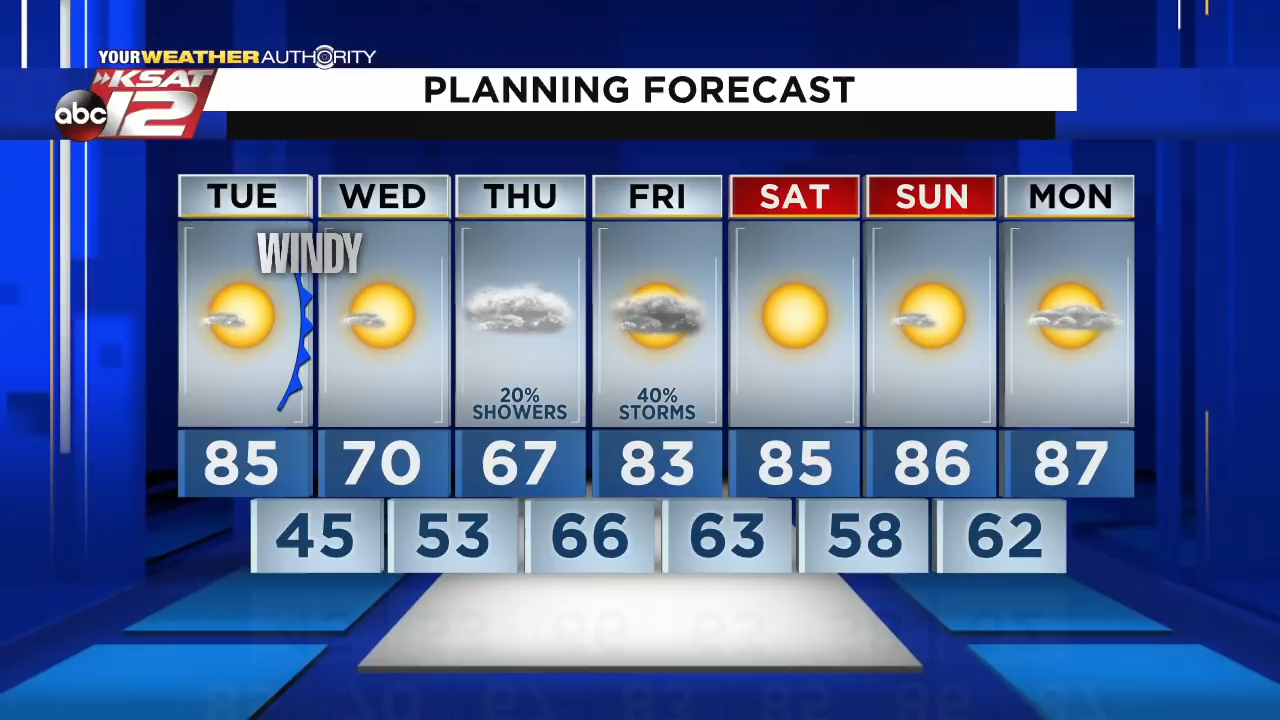 YOURWEATHERAUTHORITY
KSAT
abc 12
PLANNING FORECAST
TUE WED THU FRI SAT SUN MON
WINDY
20% 40%
SHOWERS STORMS
85 70 67 83 85 86 87
45 53 66 63 58 62